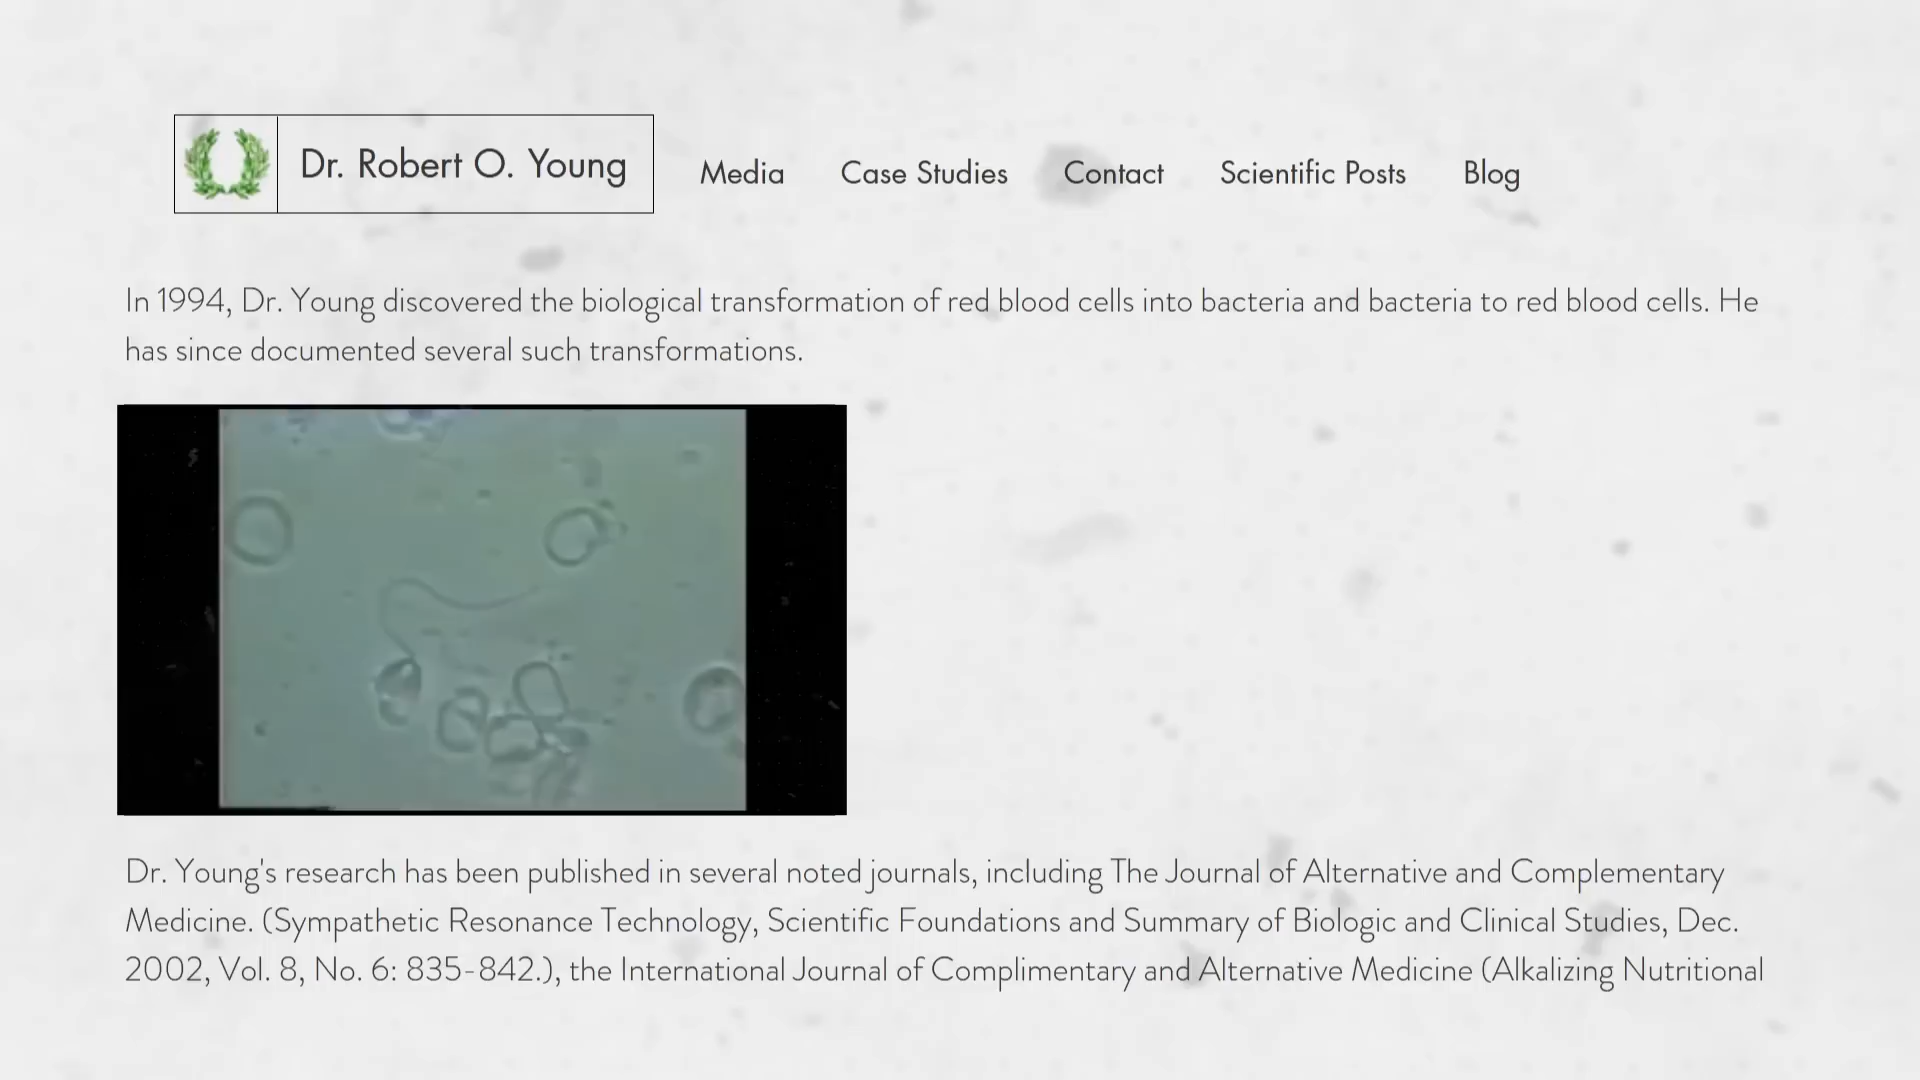 Dr. Robert O. Young
Media Case Studies Contact Scientific Posts Blog
In 1994, Dr. Young discovered the biological transformation of red blood cells into bacteria and bacteria to red blood cells. He
has since documented several such transformations.
Dr. Young's research has been published in several noted journals, including The Journal of Alternative and Complementary
Medicine. (Sympathetic Resonance Technology, Scientific Foundations and Summary of Biologic and Clinical Studies, Dec.
2002, Vol. 8, No. 6: 835-842.), the International Journal of Complimentary and Alternative Medicine (Alkalizing Nutritional